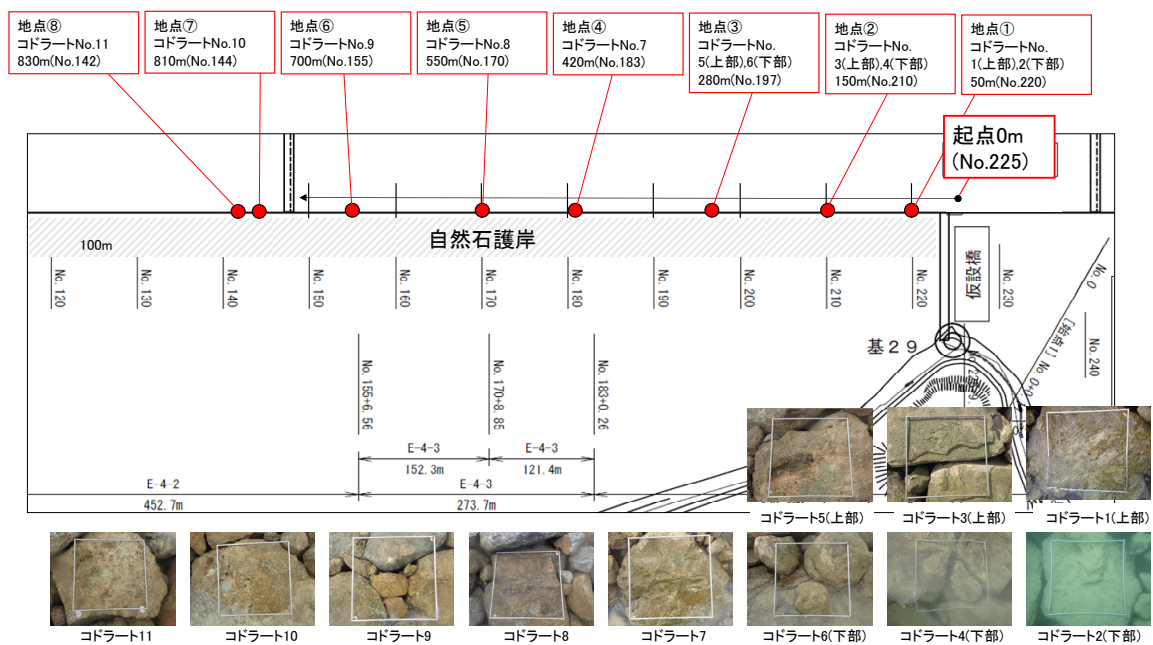 地点⑧
コドラートNo.11
830m(No.142)
地点⑦
コドラートNo.10
810m(No.144)
地点⑥
コドラートNo.9
700m(No.155)
地点⑤
コドラートNo.8
550m(No.170)
地点④
コドラートNo.7
420m(No.183)
地点③
コドラートNo.
5(上部),6(下部)
280m(No.197)
地点②
コドラートNo.
3(上部),4(下部)
150m(No.210)
地点①
コドラートNo.
1(上部),2(下部)
50m(No.220)
起点0m
(No.225)
100m
自然石護岸
No. 120
No. 130
No. 140
No. 150
No. 160
No. 170
No. 180
No. 190
No. 200
No. 210
No. 220
仮設橋
No. 230
No. 240
No.0
[始点1] No.0+0
基29
No. 155+6.56
No. 170+8.85
No. 183+0.26
E-4-3
152.3m
E-4-3
121.4m
E-4-2
452.7m
E-4-3
273.7m
コドラート5(上部)
コドラート3(上部)
コドラート1(上部)
コドラート11
コドラート10
コドラート9
コドラート8
コドラート7
コドラート6(下部)
コドラート4(下部)
コドラート2(下部)